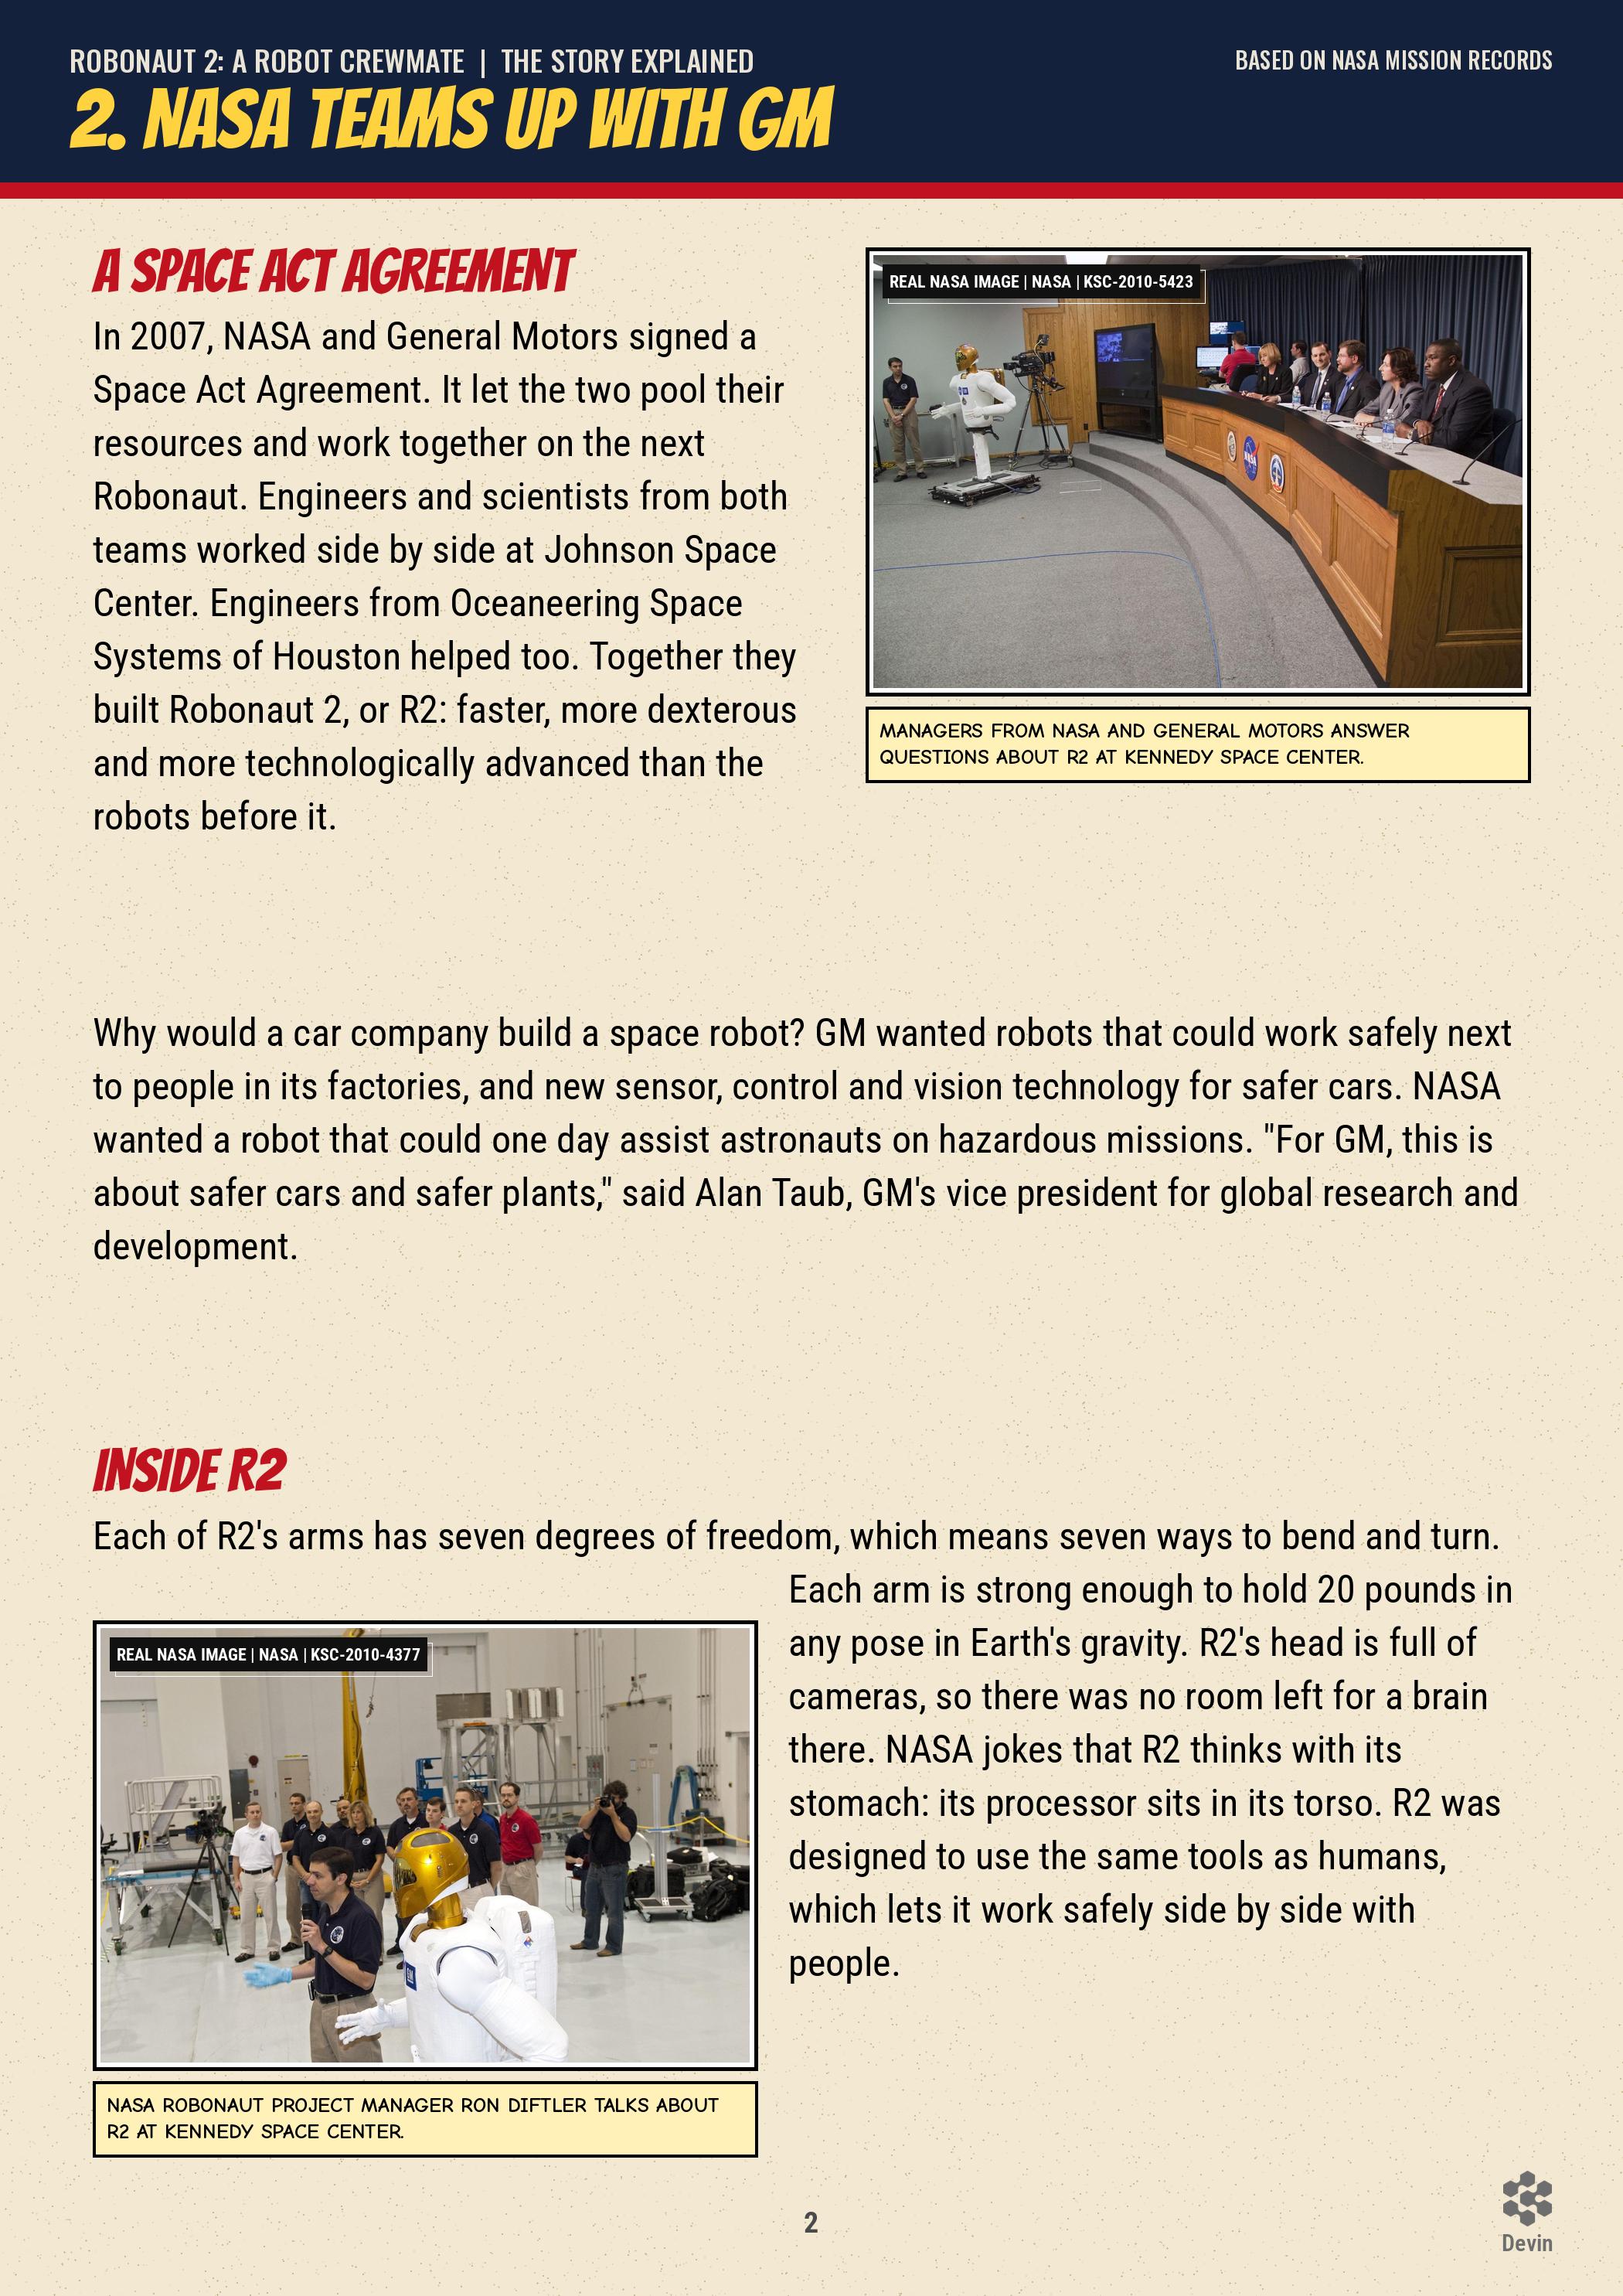 ROBONAUT 2: A ROBOT CREWMATE | THE STORY EXPLAINED
BASED ON NASA MISSION RECORDS
2. NASA TEAMS UP WITH GM
A SPACE ACT AGREEMENT
In 2007, NASA and General Motors signed a
Space Act Agreement. It let the two pool their
resources and work together on the next
Robonaut. Engineers and scientists from both
teams worked side by side at Johnson Space
Center. Engineers from Oceaneering Space
Systems of Houston helped too. Together they
built Robonaut 2, or R2: faster, more dexterous
and more technologically advanced than the
robots before it.
REAL NASA IMAGE | NASA | KSC-2010-5423
MANAGERS FROM NASA AND GENERAL MOTORS ANSWER
QUESTIONS ABOUT R2 AT KENNEDY SPACE CENTER.
Why would a car company build a space robot? GM wanted robots that could work safely next
to people in its factories, and new sensor, control and vision technology for safer cars. NASA
wanted a robot that could one day assist astronauts on hazardous missions. "For GM, this is
about safer cars and safer plants," said Alan Taub, GM's vice president for global research and
development.
INSIDE R2
Each of R2's arms has seven degrees of freedom, which means seven ways to bend and turn.
Each arm is strong enough to hold 20 pounds in
any pose in Earth's gravity. R2's head is full of
cameras, so there was no room left for a brain
there. NASA jokes that R2 thinks with its
stomach: its processor sits in its torso. R2 was
designed to use the same tools as humans,
which lets it work safely side by side with
people.
REAL NASA IMAGE | NASA | KSC-2010-4377
NASA ROBONAUT PROJECT MANAGER RON DIFTLER TALKS ABOUT
R2 AT KENNEDY SPACE CENTER.
2
Devin